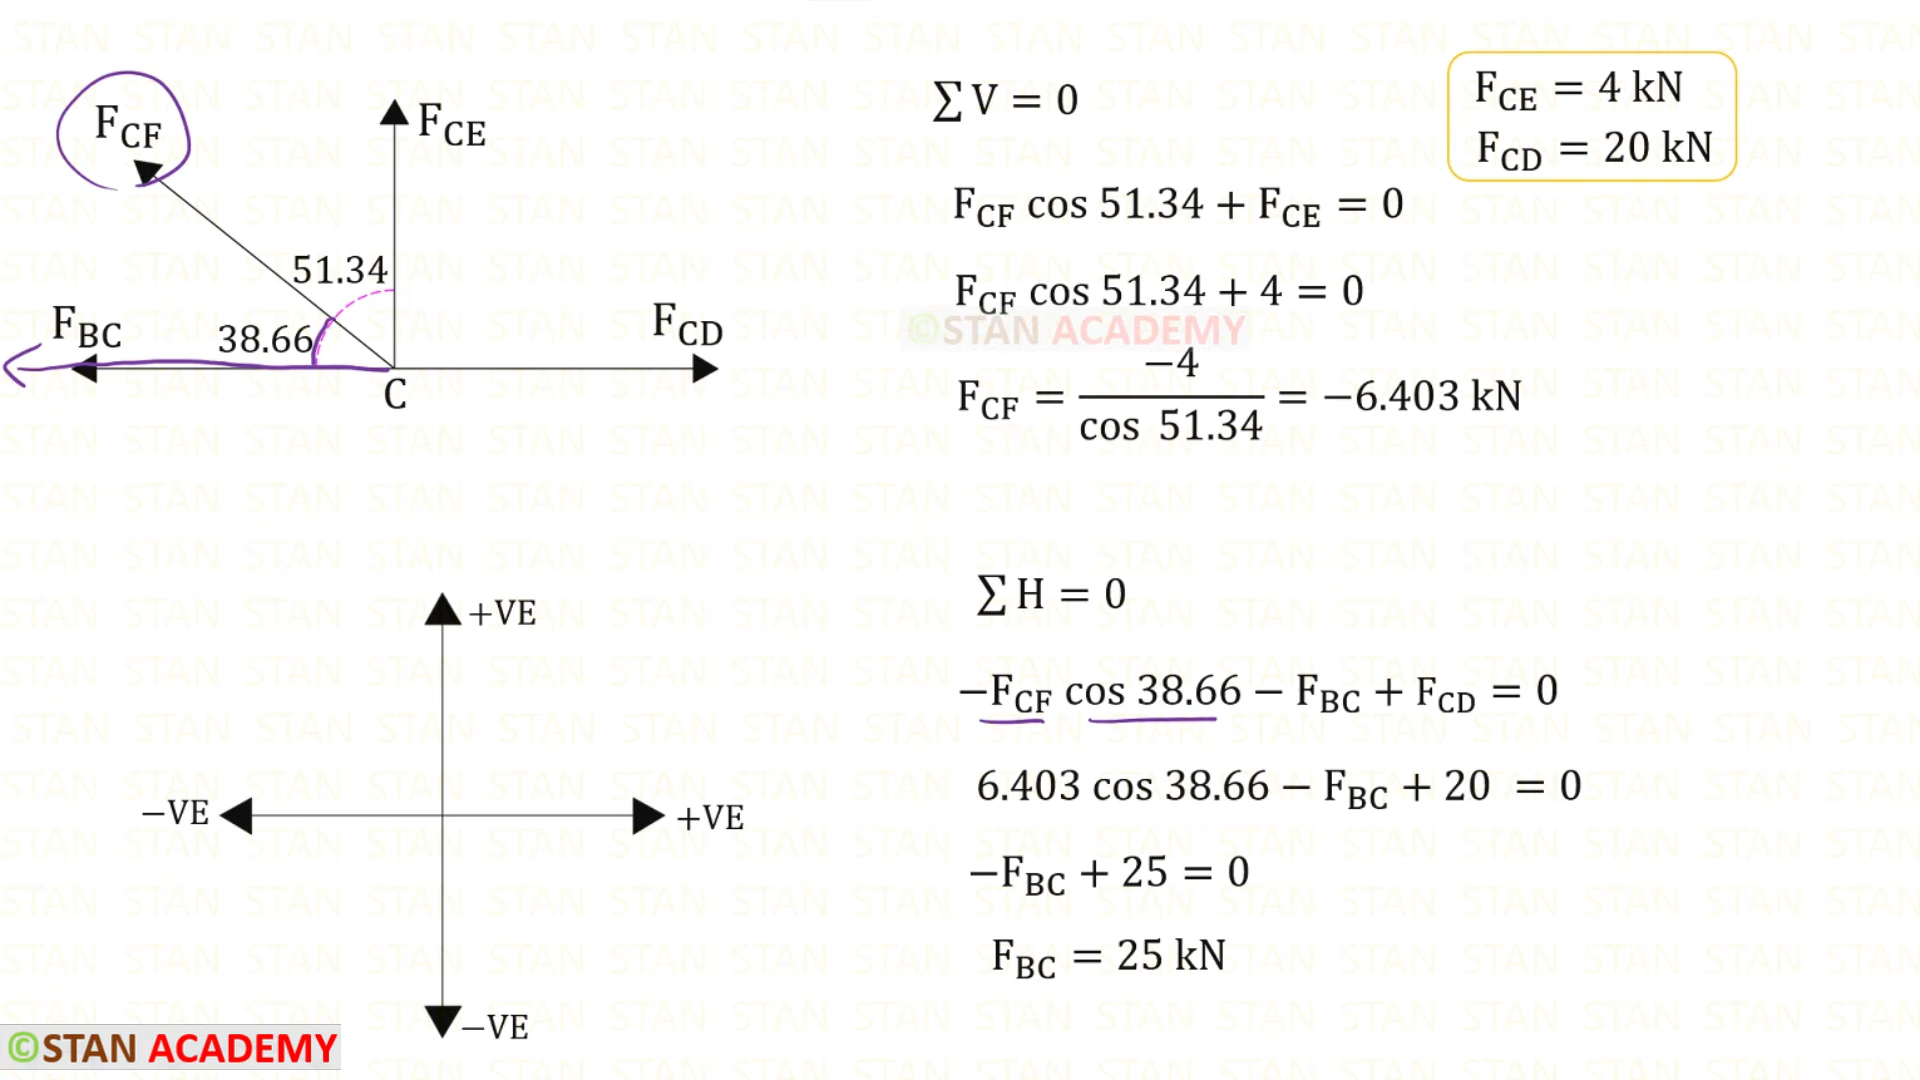 F_CF
F_CE
51.34
F_BC
38.66
F_CD
C
∑ V = 0
F_CE = 4 kN
F_CD = 20 kN
F_CF cos 51.34 + F_CE = 0
F_CF cos 51.34 + 4 = 0
©STAN ACADEMY
F_CF = −4 / cos 51.34 = −6.403 kN
∑ H = 0
−F_CF cos 38.66 − F_BC + F_CD = 0
6.403 cos 38.66 − F_BC + 20 = 0
−F_BC + 25 = 0
F_BC = 25 kN
+VE
−VE
+VE
−VE
©STAN ACADEMY